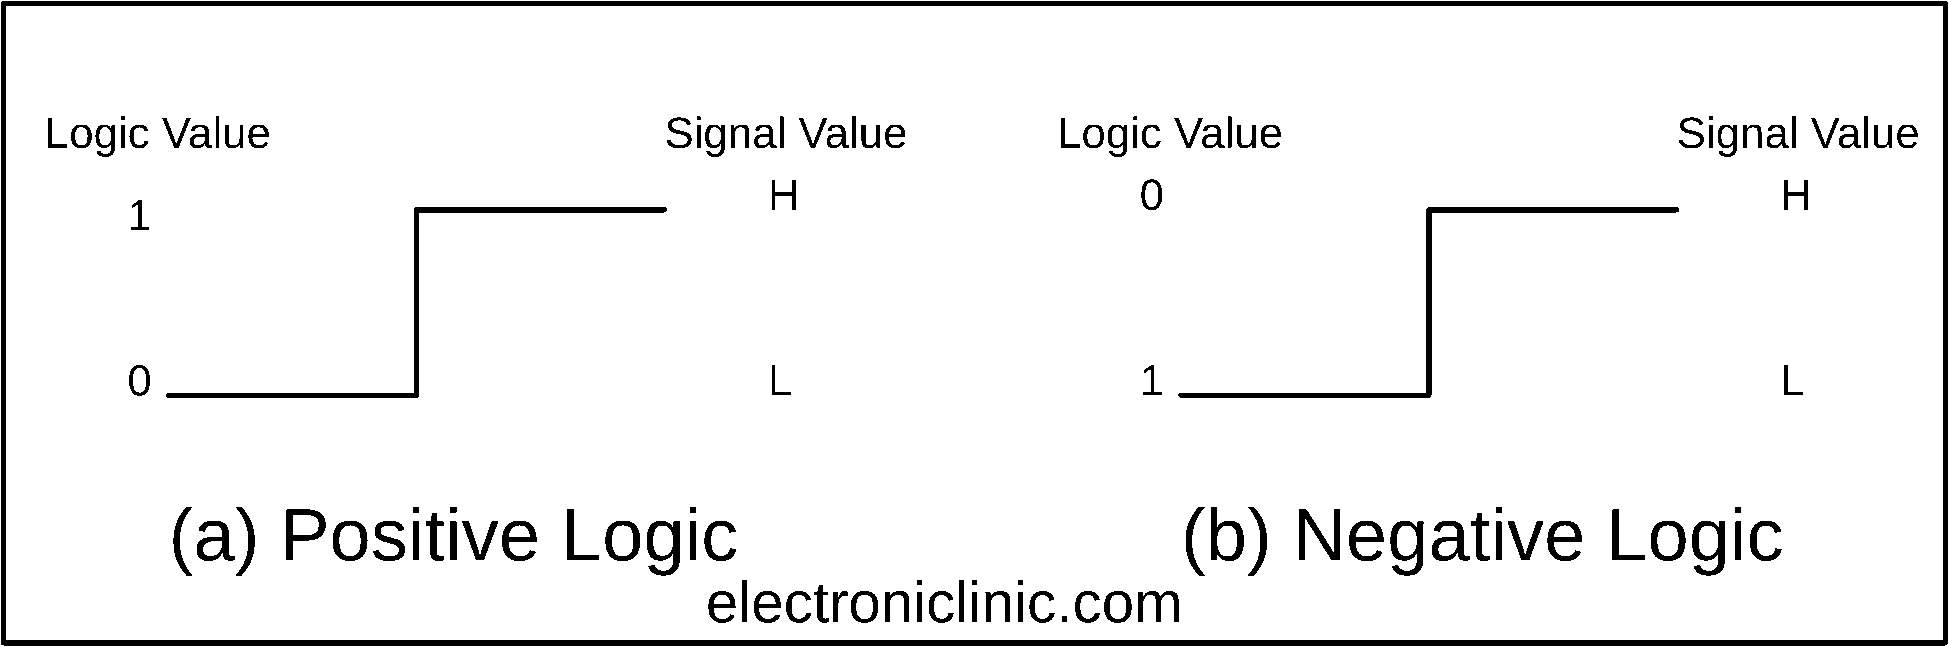 Logic Value Signal Value Logic Value Signal Value
1 H 0 H
0 L 1 L
(a) Positive Logic (b) Negative Logic
electroniclinic.com